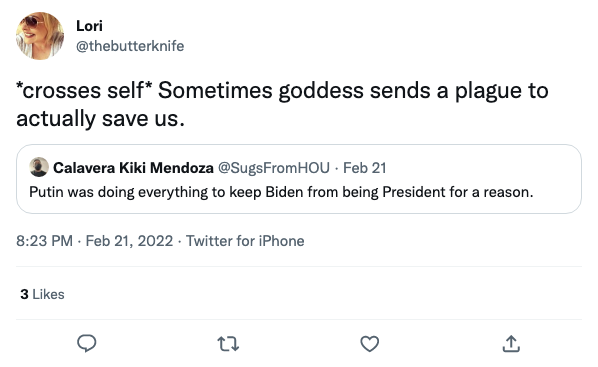 Lori
@thebutterknife
*crosses self* Sometimes goddess sends a plague to
actually save us.
Calavera Kiki Mendoza @SugsFromHOU · Feb 21
Putin was doing everything to keep Biden from being President for a reason.
8:23 PM · Feb 21, 2022 · Twitter for iPhone
3 Likes